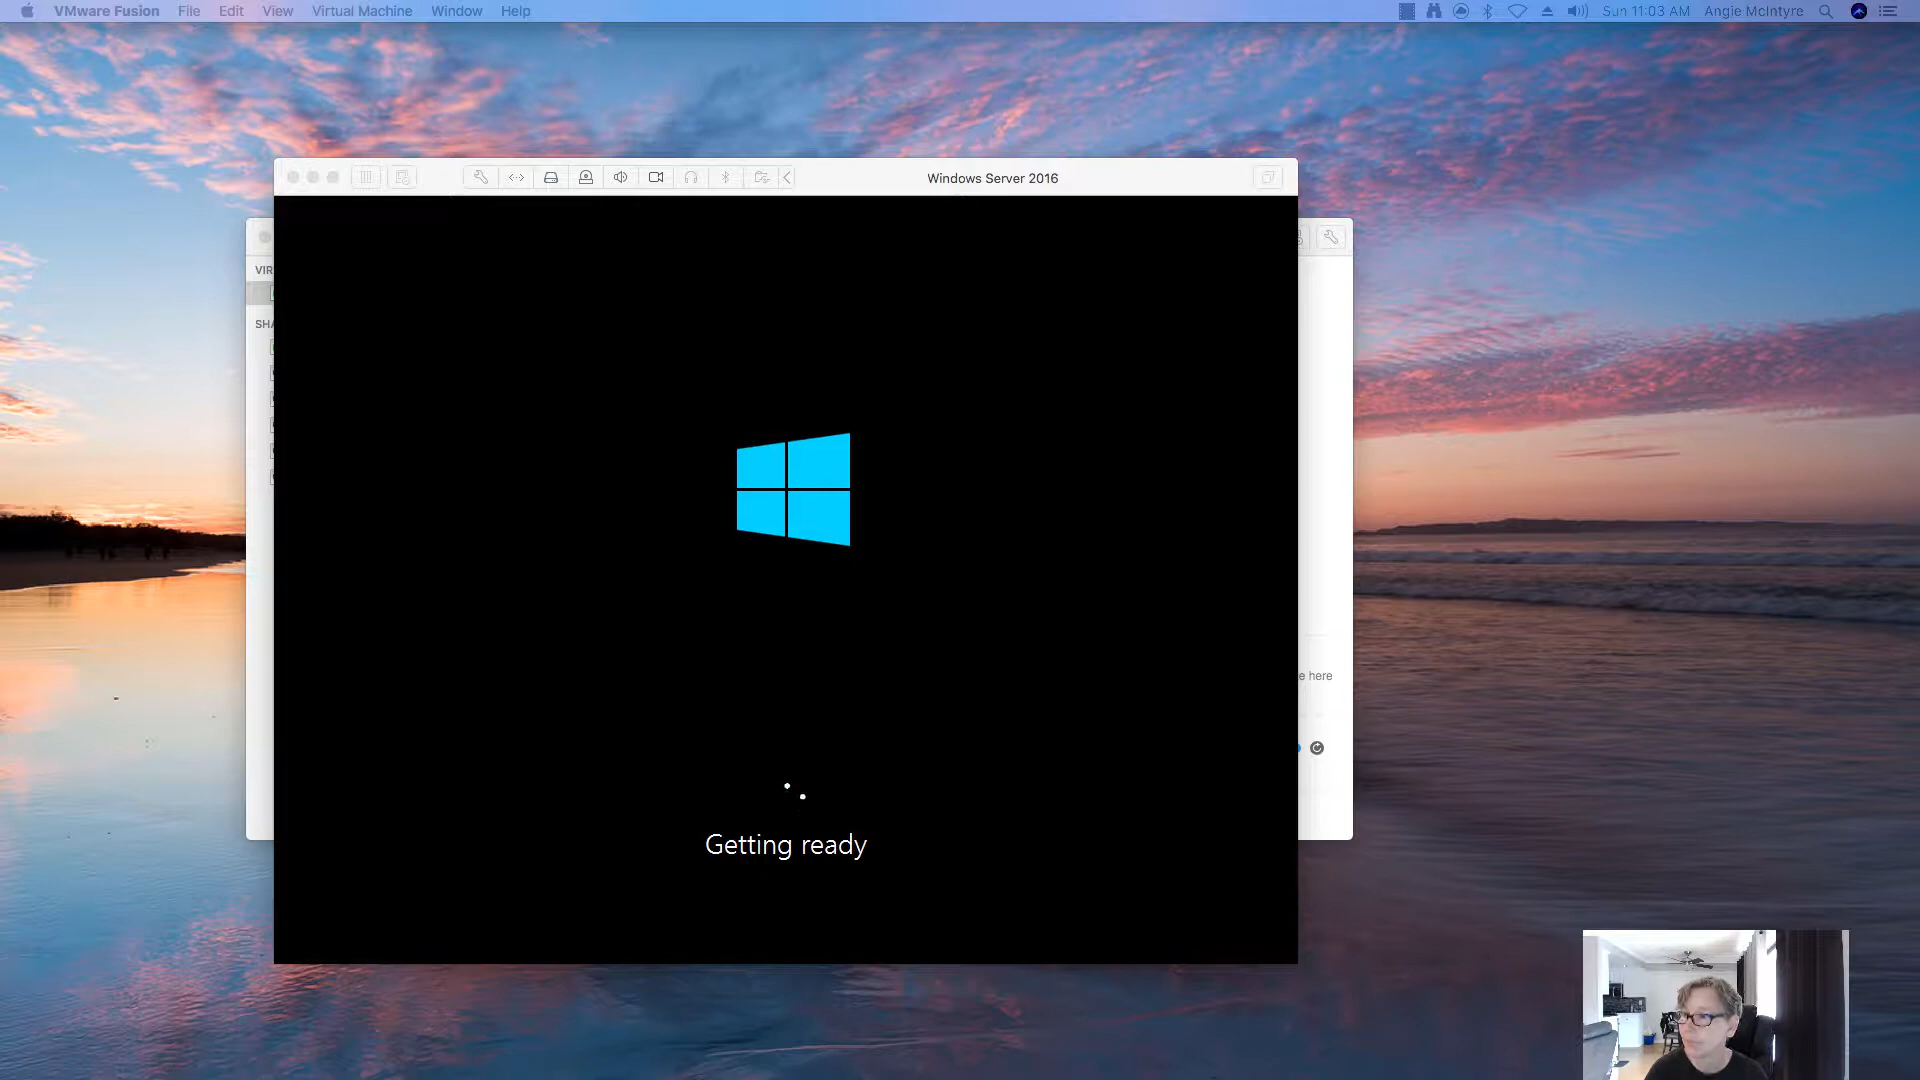 VMware Fusion File Edit View Virtual Machine Window Help Sun 11:03 AM Angie McIntyre
Windows Server 2016
VIR
SHA
e here
Getting ready